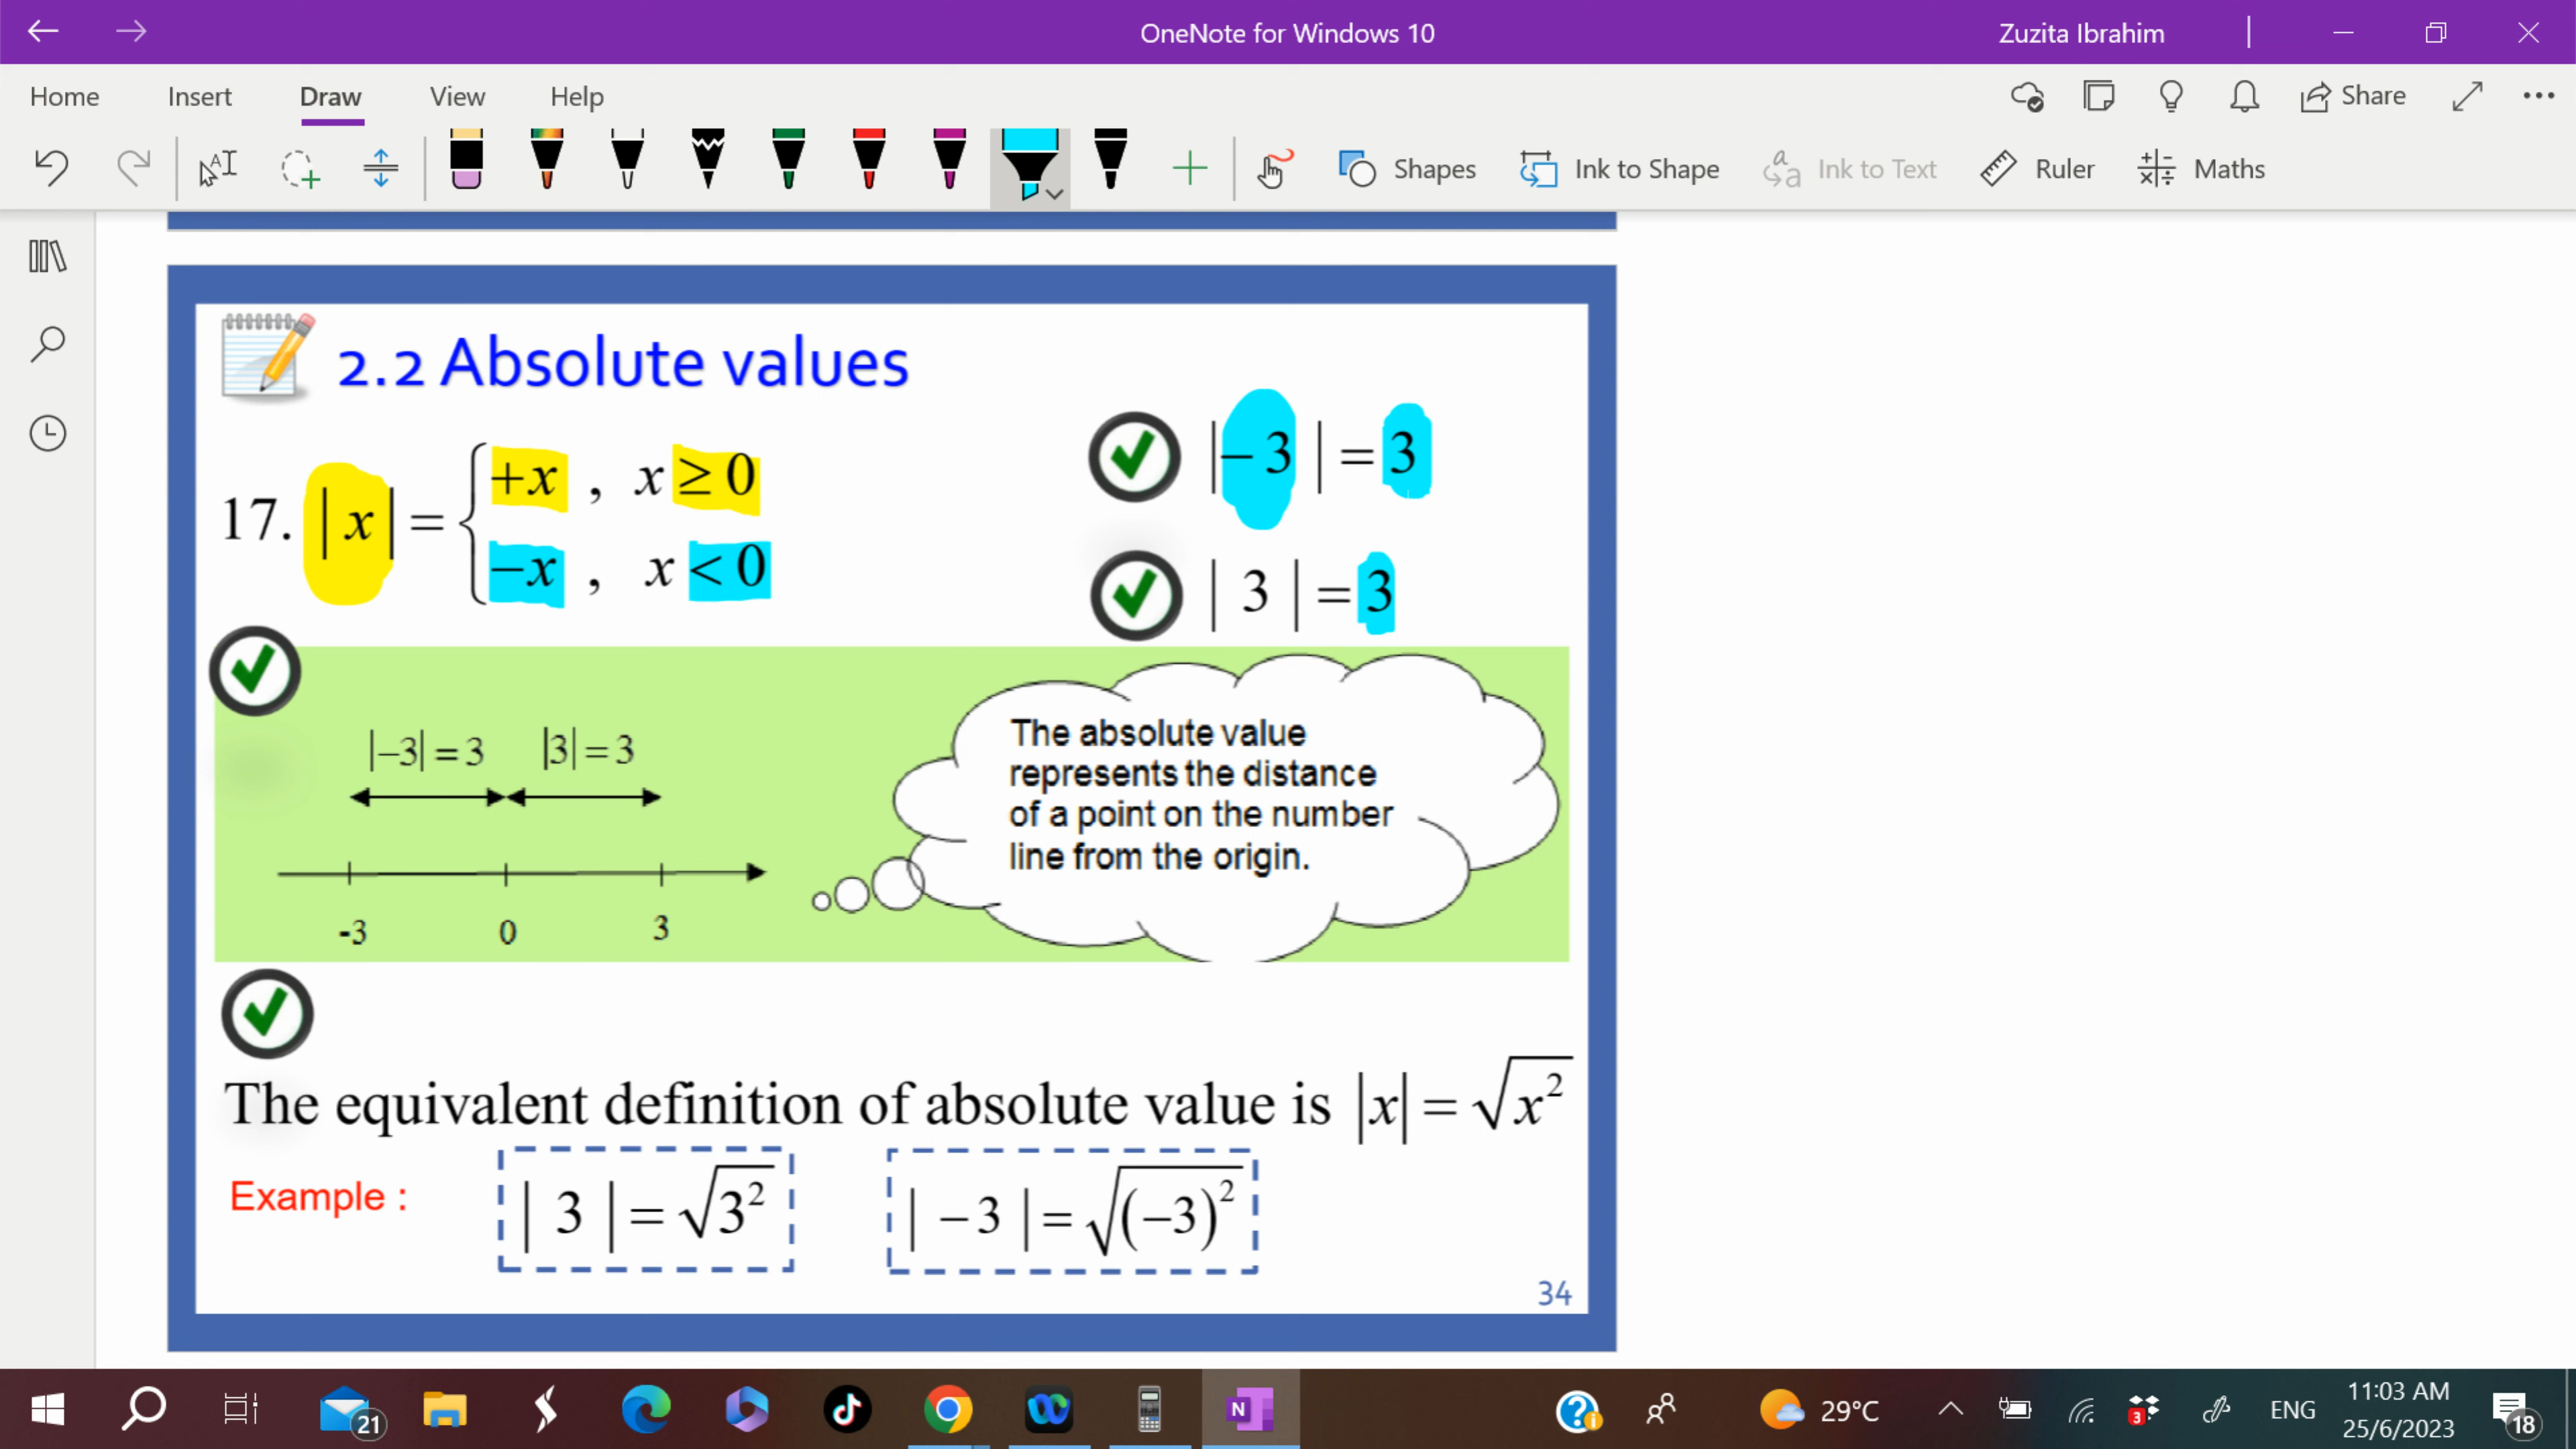 OneNote for Windows 10
Zuzita Ibrahim
Home Insert Draw View Help
Share
Shapes Ink to Shape Ink to Text Ruler Maths
2.2 Absolute values
17. |x| = { +x , x ≥ 0
−x , x < 0
|−3| = 3
| 3 | = 3
|−3| = 3 |3| = 3
-3 0 3
The absolute value
represents the distance
of a point on the number
line from the origin.
The equivalent definition of absolute value is |x| = √x²
Example : | 3 | = √3² | −3 | = √(−3)²
34
21
29°C
3
ENG
11:03 AM
25/6/2023
18